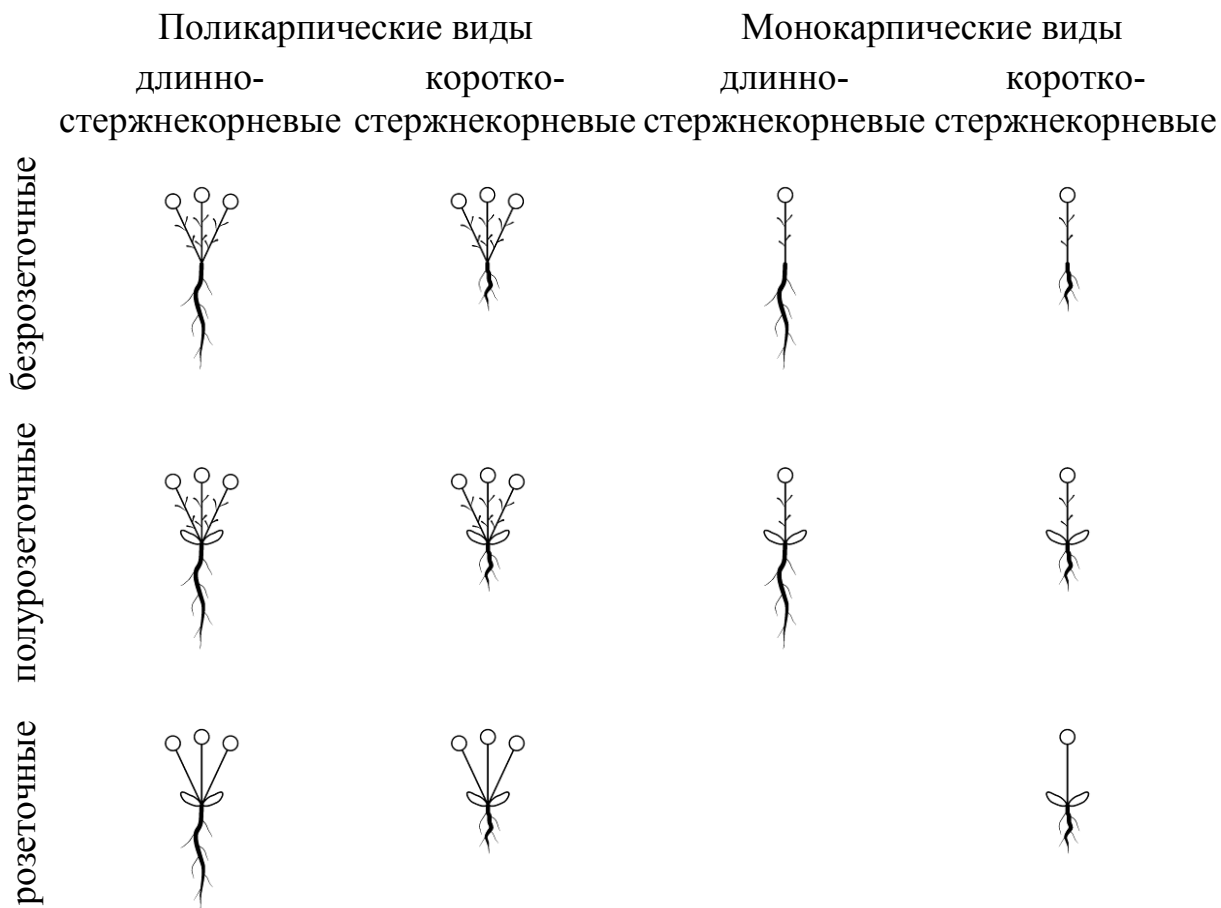 Поликарпические виды Монокарпические виды
длинно- коротко- длинно- коротко-
стержнекорневые стержнекорневые стержнекорневые стержнекорневые
безрозеточные
полурозеточные
розеточные